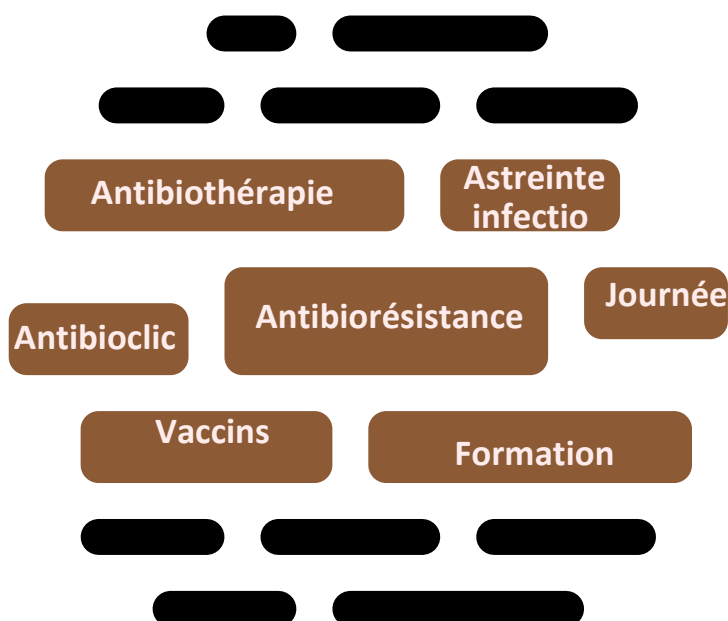 Antibiothérapie
Astreinte
infectio
Journée
Antibiorésistance
Antibioclic
Vaccins
Formation